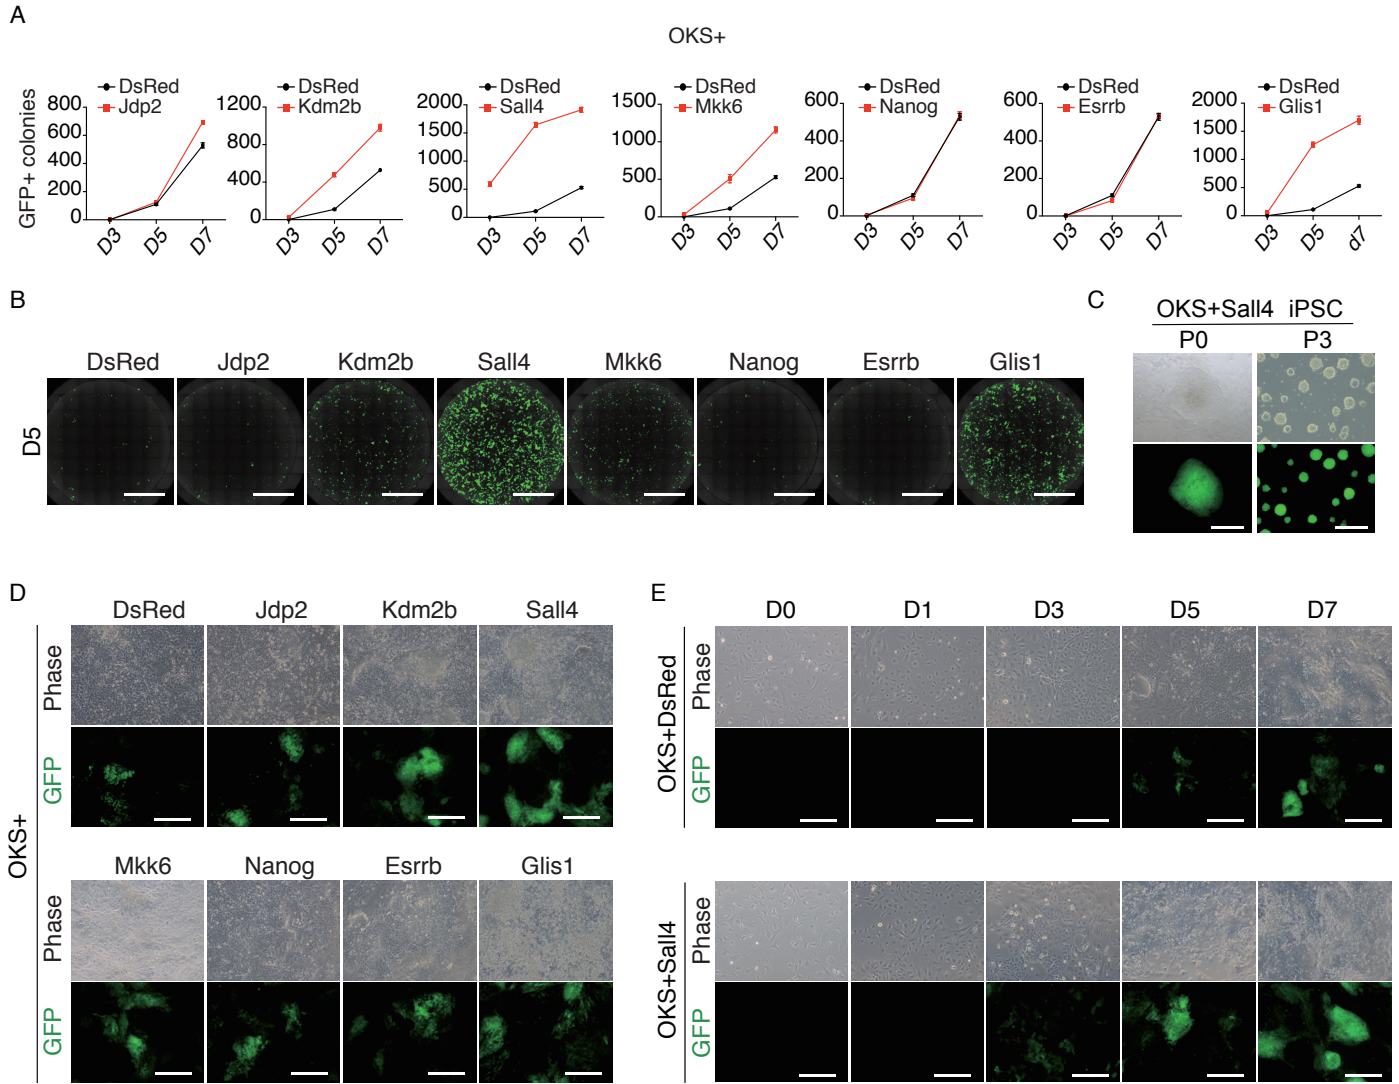 A
OKS+
GFP+ colonies
DsRed
Jdp2
800
600
400
200
0
D3 D5 D7
DsRed
Kdm2b
1200
800
400
0
D3 D5 D7
DsRed
Sall4
2000
1500
1000
500
0
D3 D5 D7
DsRed
Mkk6
1500
1000
500
0
D3 D5 D7
DsRed
Nanog
600
400
200
0
D3 D5 D7
DsRed
Esrrb
600
400
200
0
D3 D5 D7
DsRed
Glis1
2000
1500
1000
500
0
D3 D5 d7
B
DsRed Jdp2 Kdm2b Sall4 Mkk6 Nanog Esrrb Glis1
D5
C
OKS+Sall4 iPSC
P0 P3
D
DsRed Jdp2 Kdm2b Sall4
OKS+
Phase
GFP
Mkk6 Nanog Esrrb Glis1
Phase
GFP
E
D0 D1 D3 D5 D7
OKS+DsRed
Phase
GFP
OKS+Sall4
Phase
GFP